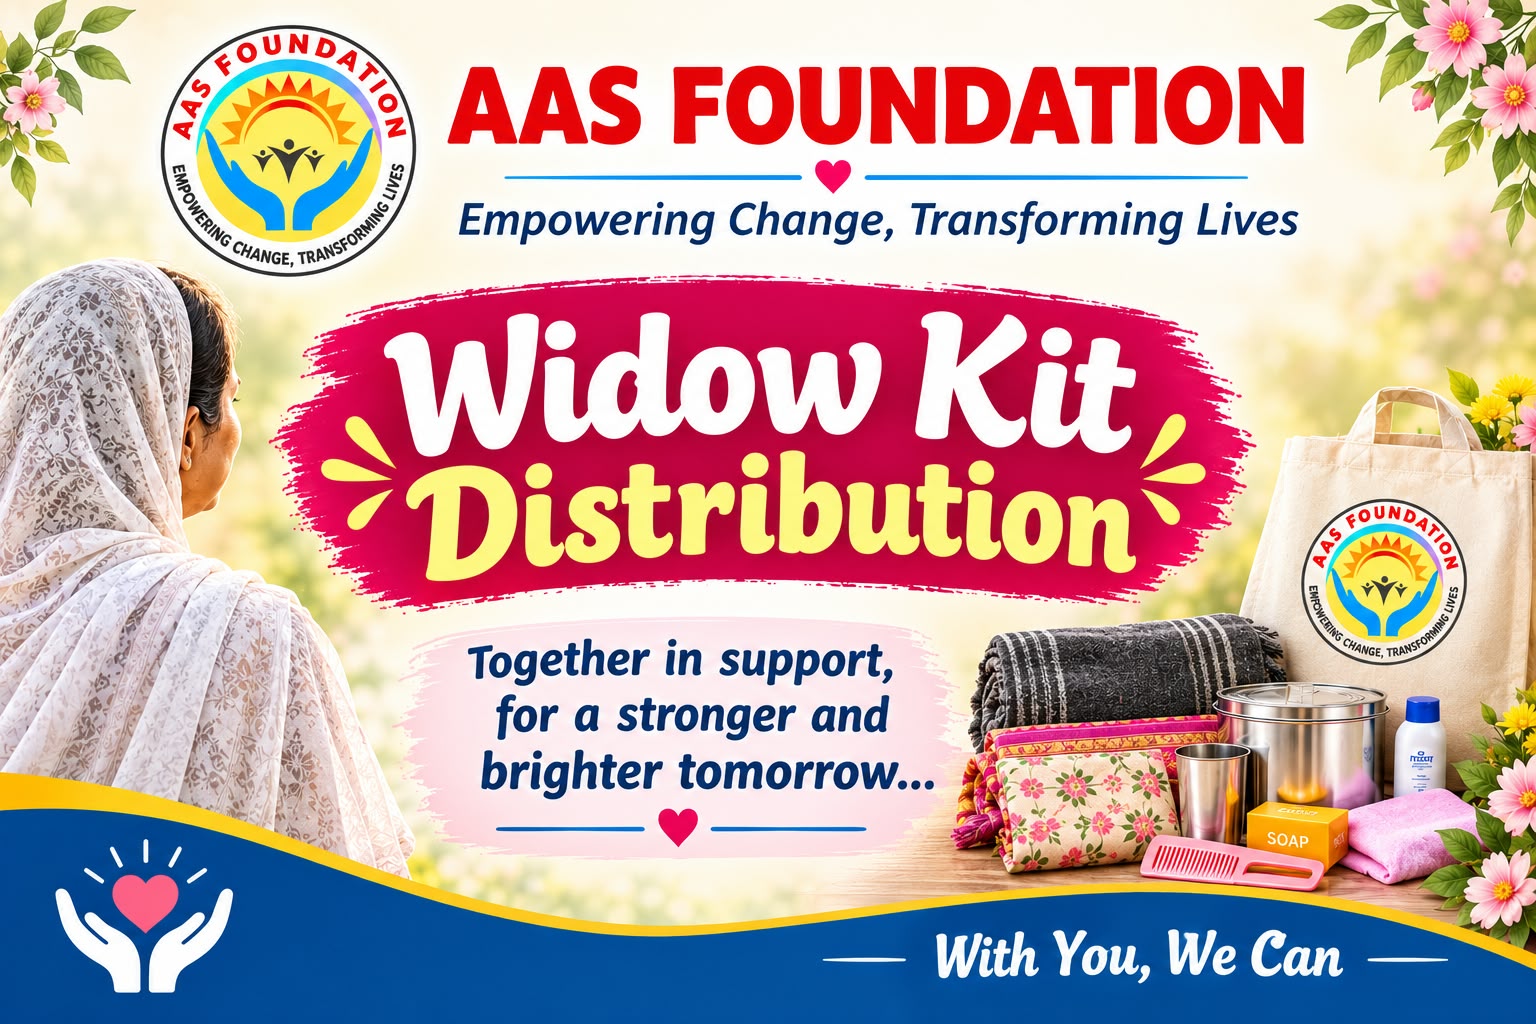 AAS FOUNDATION
EMPOWERING CHANGE, TRANSFORMING LIVES
AAS FOUNDATION
Empowering Change, Transforming Lives
Widow Kit
Distribution
Together in support,
for a stronger and
brighter tomorrow...
AAS FOUNDATION
EMPOWERING CHANGE, TRANSFORMING LIVES
SOAP
With You, We Can